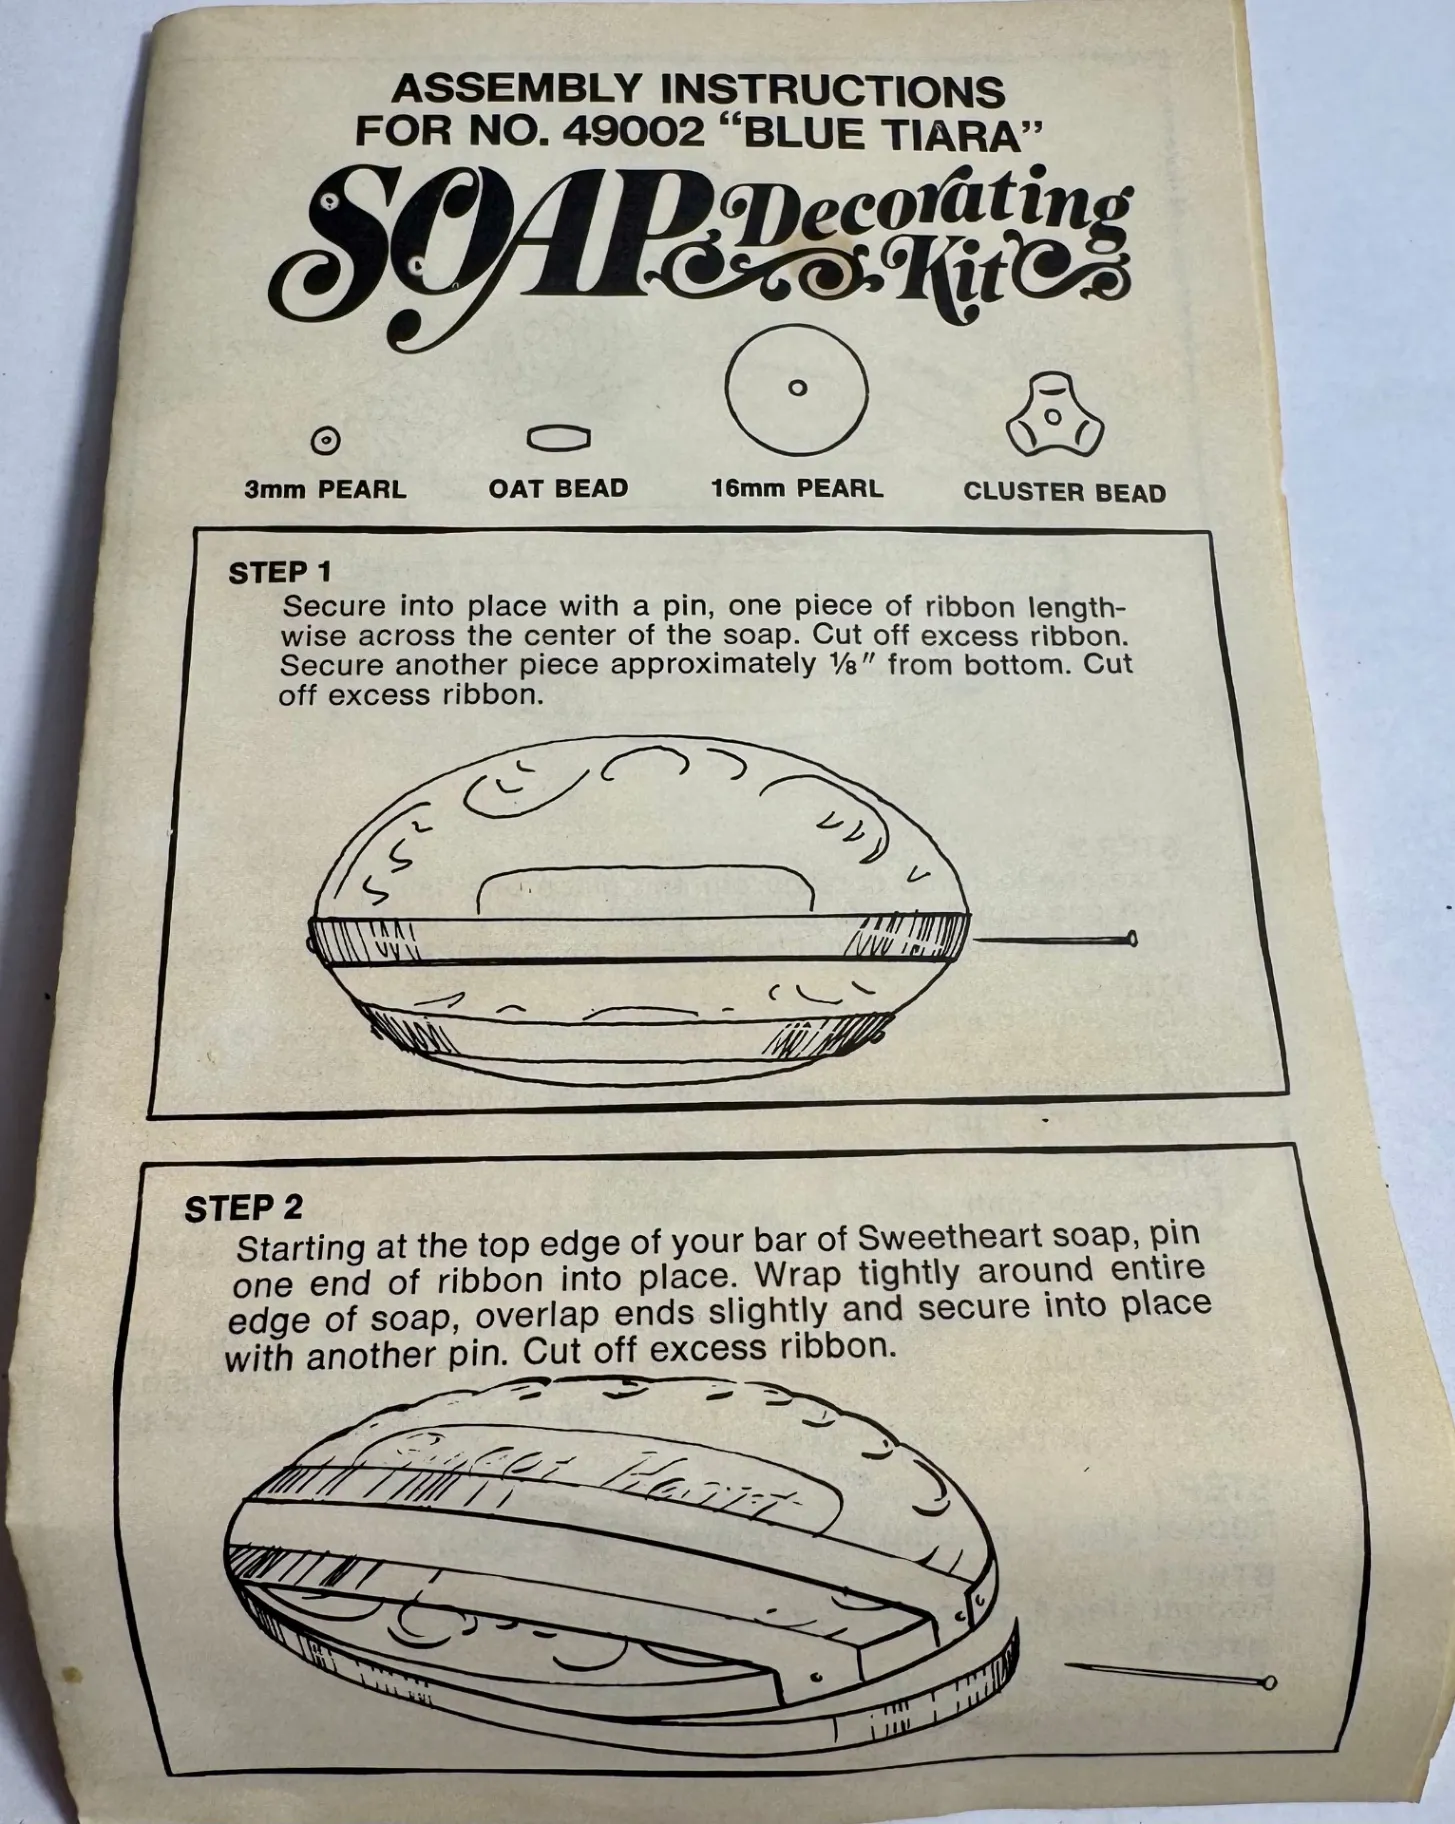 ASSEMBLY INSTRUCTIONS
FOR NO. 49002 “BLUE TIARA”
SOAP Decorating
Kit
3mm PEARL
OAT BEAD
16mm PEARL
CLUSTER BEAD
STEP 1
Secure into place with a pin, one piece of ribbon length-
wise across the center of the soap. Cut off excess ribbon.
Secure another piece approximately ⅛″ from bottom. Cut
off excess ribbon.
STEP 2
Starting at the top edge of your bar of Sweetheart soap, pin
one end of ribbon into place. Wrap tightly around entire
edge of soap, overlap ends slightly and secure into place
with another pin. Cut off excess ribbon.
Sweet Heart